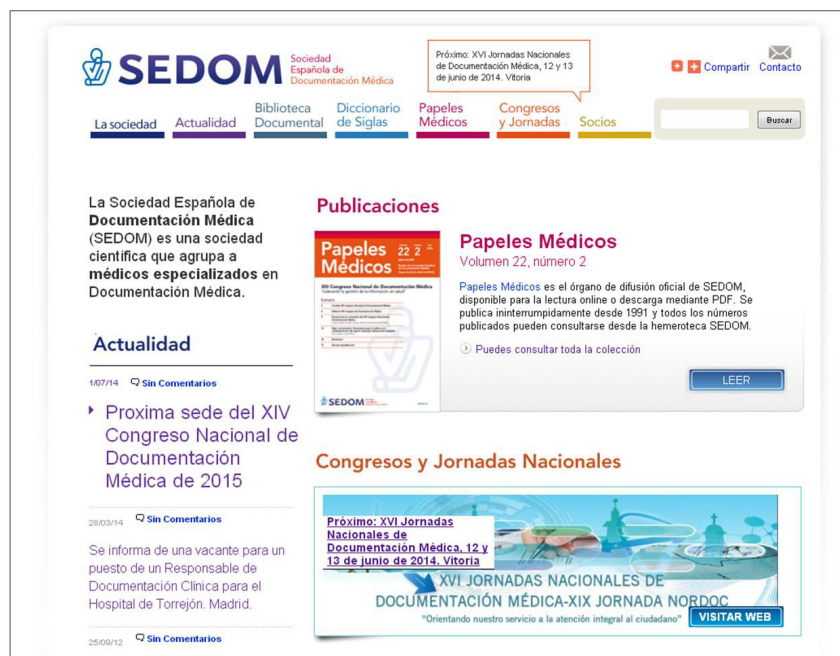 SEDOM
Sociedad
Española de
Documentación Médica
Próximo: XVI Jornadas Nacionales
de Documentación Médica, 12 y 13
de junio de 2014. Vitoria
Compartir
Contacto
La sociedad
Actualidad
Biblioteca
Documental
Diccionario
de Siglas
Papeles
Médicos
Congresos
y Jornadas
Socios
Buscar
La Sociedad Española de
Documentación Médica
(SEDOM) es una sociedad
científica que agrupa a
médicos especializados en
Documentación Médica.
Actualidad
1/07/14 Sin Comentarios
Proxima sede del XIV
Congreso Nacional de
Documentación
Médica de 2015
28/03/14 Sin Comentarios
Se informa de una vacante para un
puesto de un Responsable de
Documentación Clínica para el
Hospital de Torrejón. Madrid.
25/09/12 Sin Comentarios
Publicaciones
Papeles
Médicos
22 2
XIII Congreso Nacional de Documentación Médica
SEDOM
Papeles Médicos
Volumen 22, número 2
Papeles Médicos es el órgano de difusión oficial de SEDOM,
disponible para la lectura online o descarga mediante PDF. Se
publica ininterrumpidamente desde 1991 y todos los números
publicados pueden consultarse desde la hemeroteca SEDOM.
Puedes consultar toda la colección
LEER
Congresos y Jornadas Nacionales
Próximo: XVI Jornadas
Nacionales de
Documentación Médica, 12 y
13 de junio de 2014. Vitoria
XVI JORNADAS NACIONALES DE
DOCUMENTACIÓN MÉDICA-XIX JORNADA NORDOC
"Orientando nuestro servicio a la atención integral al ciudadano"
VISITAR WEB